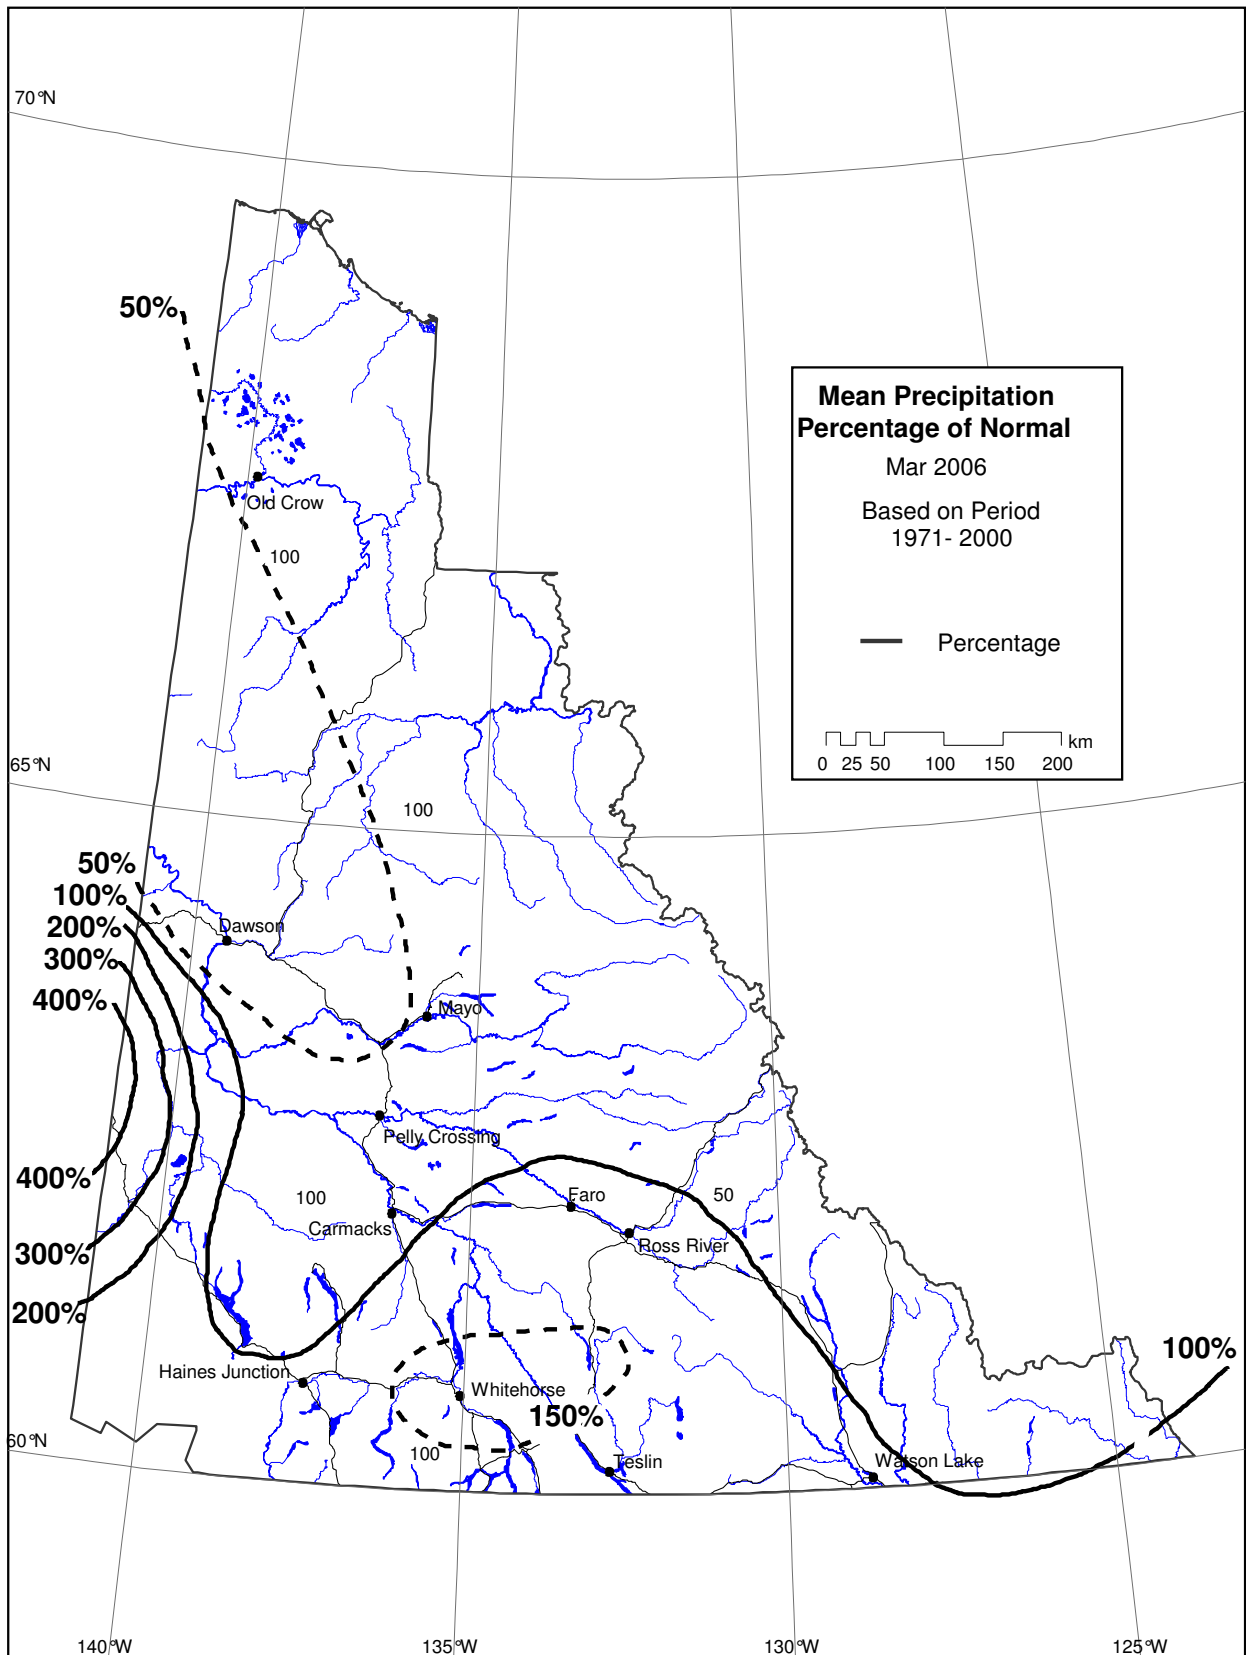 70°N
50%
Mean Precipitation
Percentage of Normal
Mar 2006
Based on Period
1971- 2000
Percentage
km
0 25 50 100 150 200
Old Crow
100
65°N
100
50%
100%
200%
300%
400%
Dawson
Mayo
Pelly Crossing
400%
300%
200%
100
Carmacks
Faro
50
Ross River
100%
Haines Junction
Whitehorse
150%
60°N
100
Teslin
Watson Lake
140°W
135°W
130°W
125°W